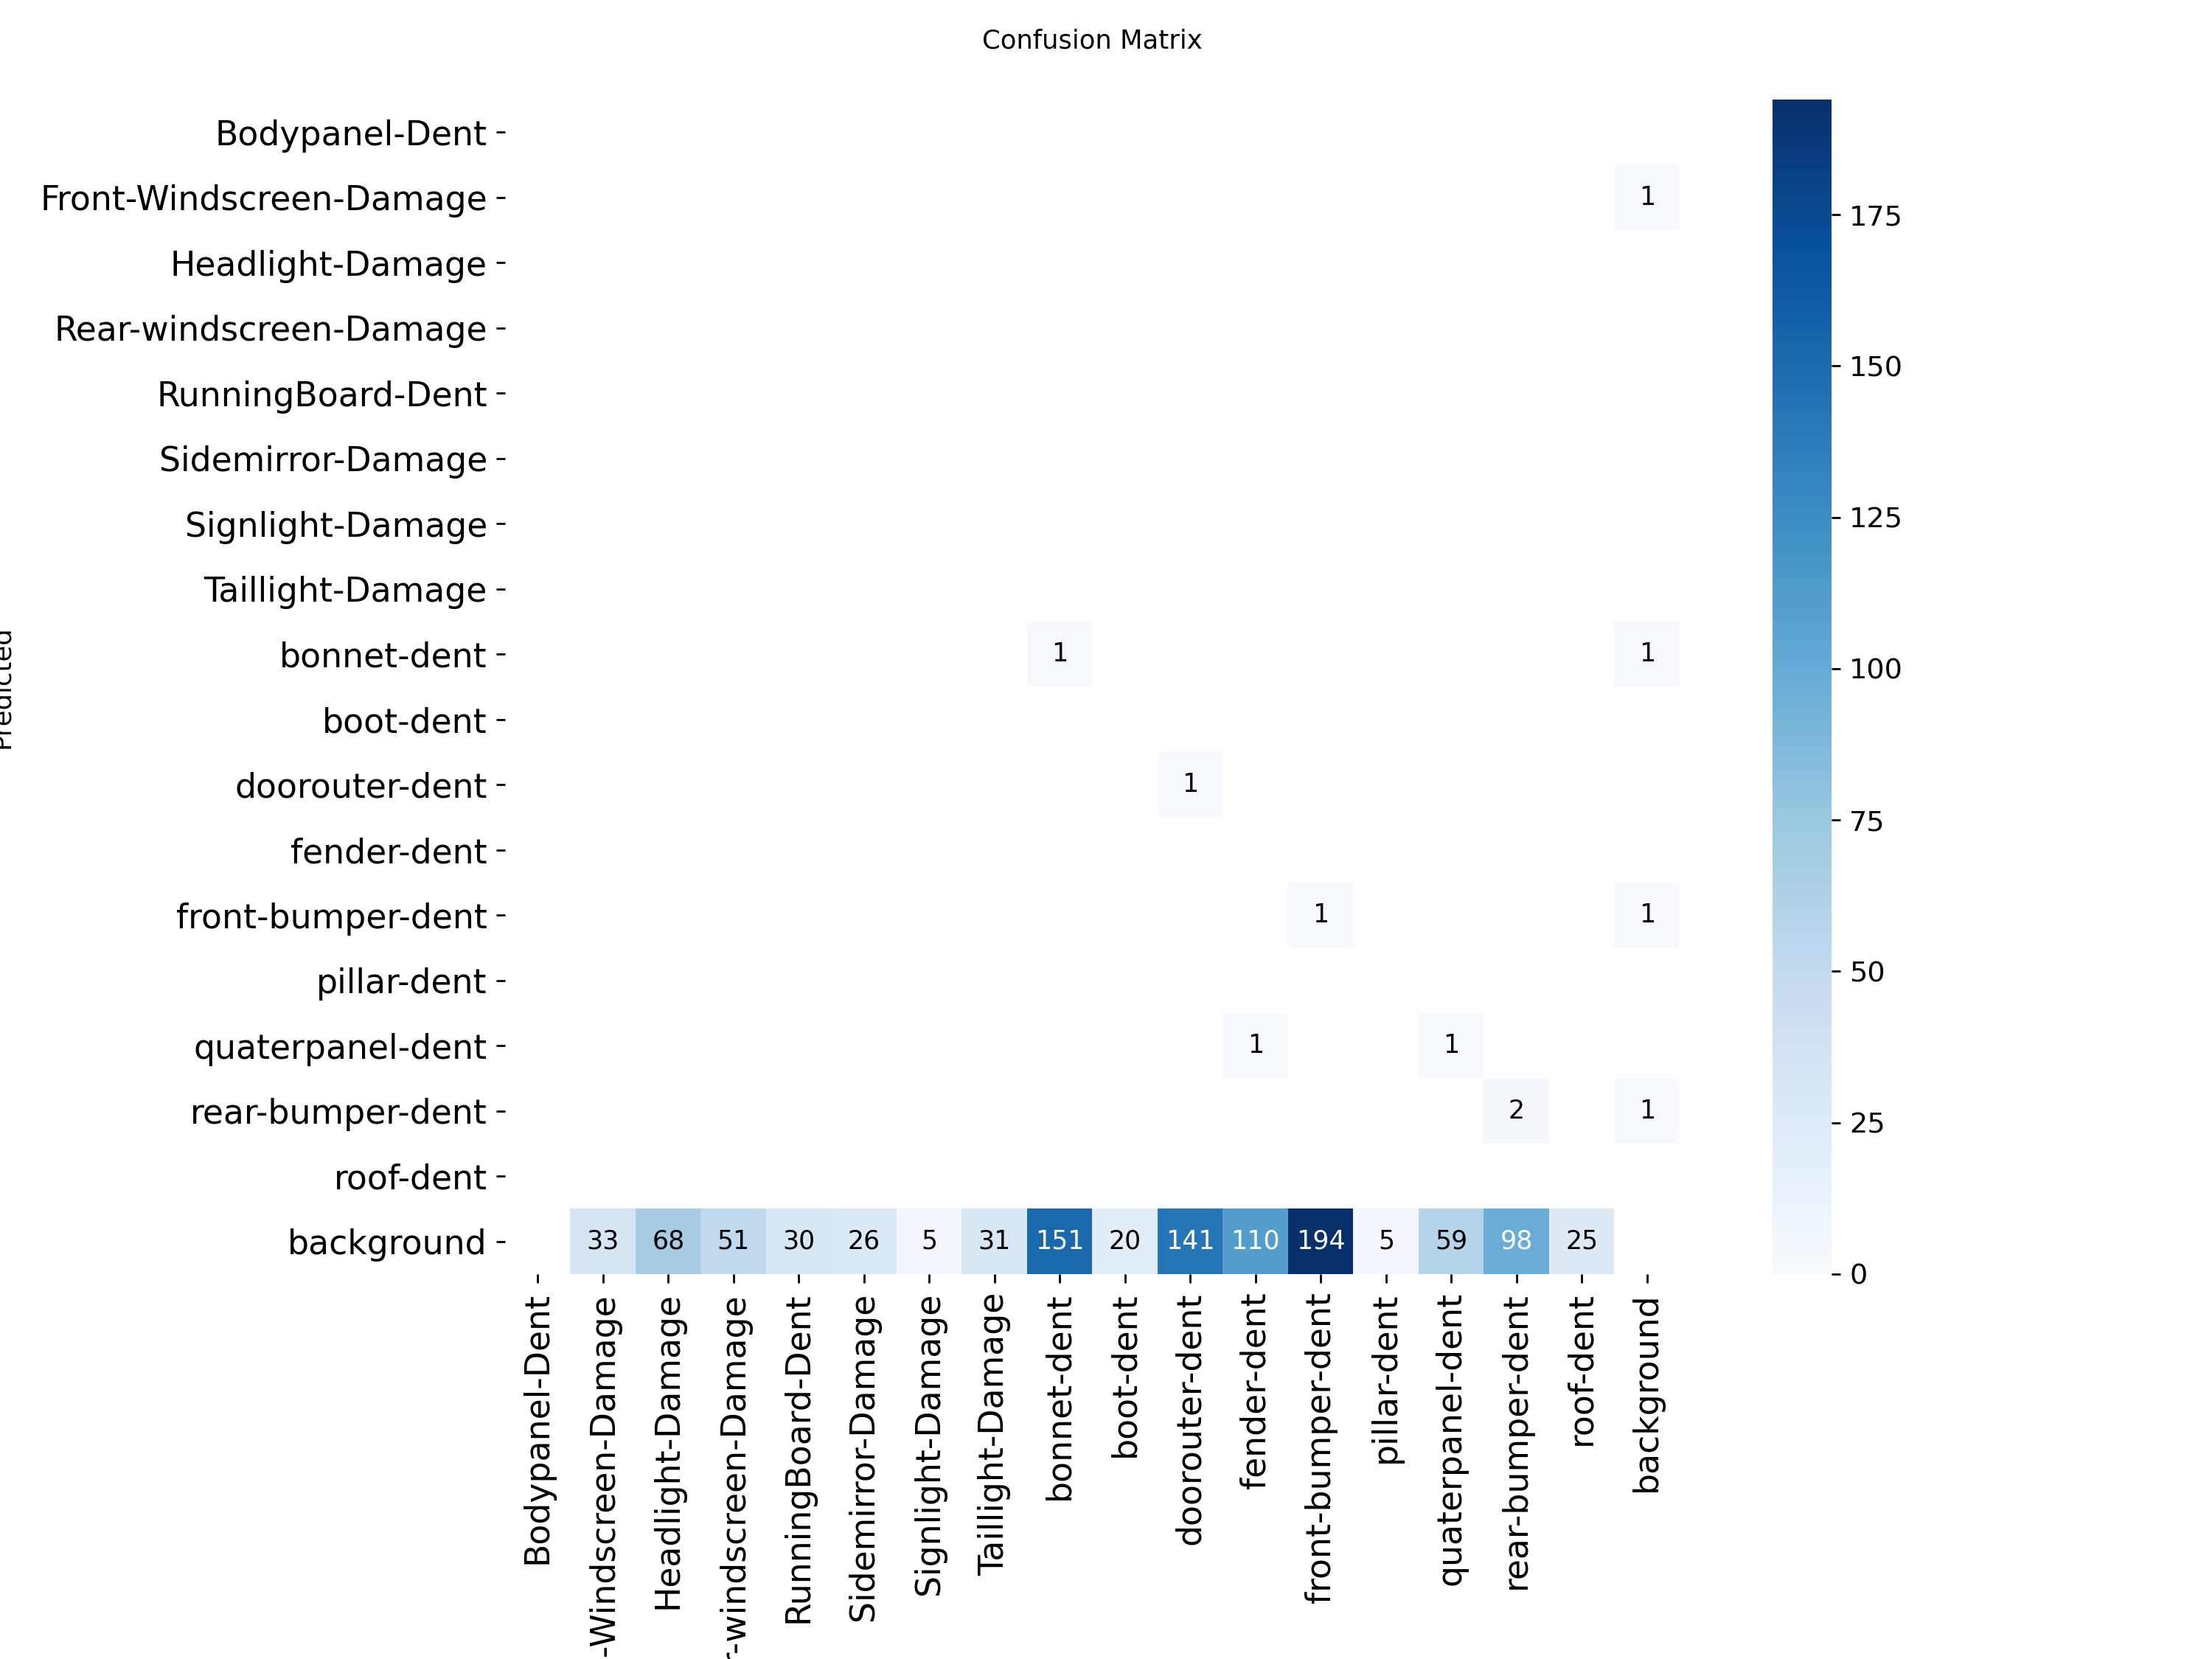 Confusion Matrix
Predicted
Bodypanel-Dent
Front-Windscreen-Damage
1
Headlight-Damage
Rear-windscreen-Damage
RunningBoard-Dent
Sidemirror-Damage
Signlight-Damage
Taillight-Damage
bonnet-dent
1 1
boot-dent
doorouter-dent
1
fender-dent
front-bumper-dent
1 1
pillar-dent
quaterpanel-dent
1 1
rear-bumper-dent
2 1
roof-dent
background
33 68 51 30 26 5 31 151 20 141 110 194 5 59 98 25
Bodypanel-Dent
-Windscreen-Damage
Headlight-Damage
r-windscreen-Damage
RunningBoard-Dent
Sidemirror-Damage
Signlight-Damage
Taillight-Damage
bonnet-dent
boot-dent
doorouter-dent
fender-dent
front-bumper-dent
pillar-dent
quaterpanel-dent
rear-bumper-dent
roof-dent
background
175
150
125
100
75
50
25
0